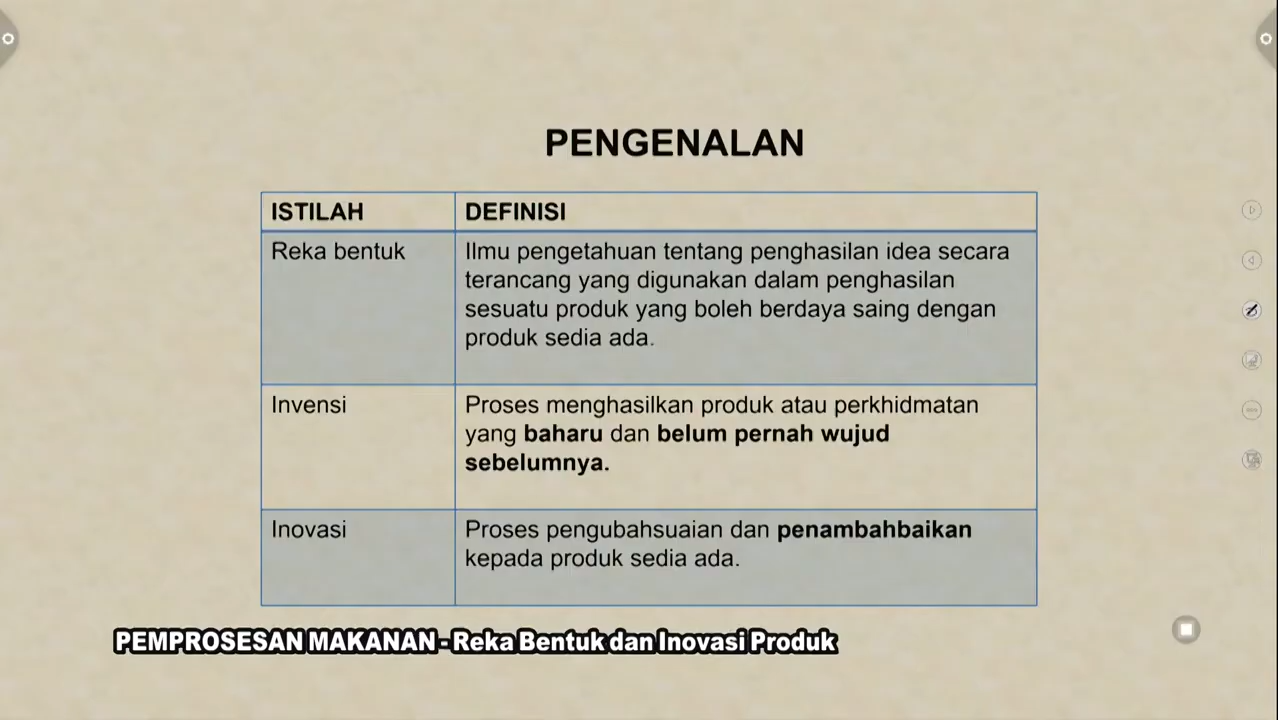 PENGENALAN
ISTILAH
DEFINISI
Reka bentuk
Ilmu pengetahuan tentang penghasilan idea secara
terancang yang digunakan dalam penghasilan
sesuatu produk yang boleh berdaya saing dengan
produk sedia ada.
Invensi
Proses menghasilkan produk atau perkhidmatan
yang baharu dan belum pernah wujud
sebelumnya.
Inovasi
Proses pengubahsuaian dan penambahbaikan
kepada produk sedia ada.
PEMPROSESAN MAKANAN - Reka Bentuk dan Inovasi Produk